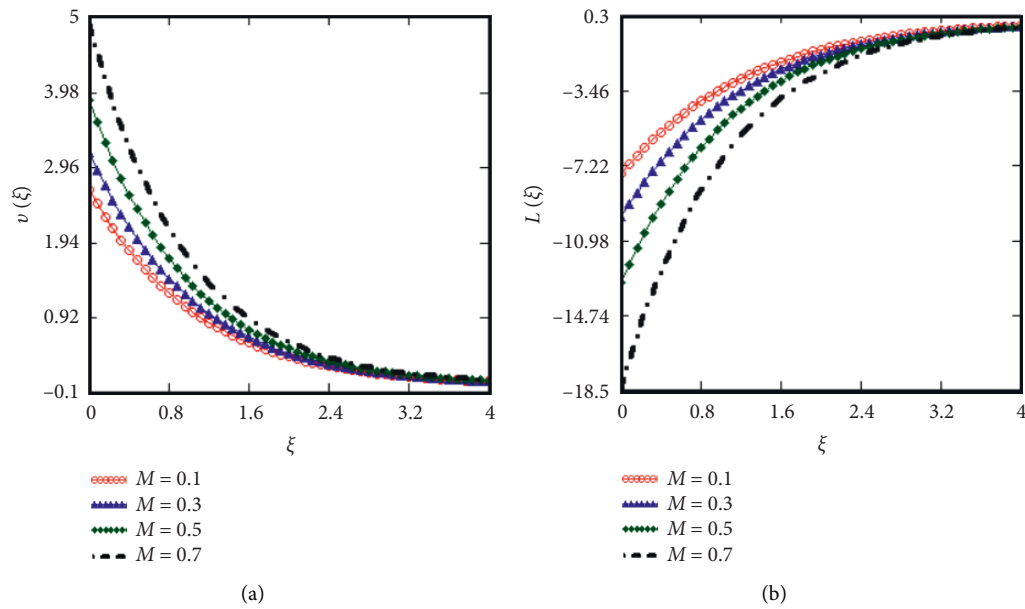 5
3.98
2.96
1.94
0.92
−0.1
υ (ξ)
0 0.8 1.6 2.4 3.2 4
ξ
M = 0.1
M = 0.3
M = 0.5
M = 0.7
(a)
0.3
−3.46
−7.22
−10.98
−14.74
−18.5
L (ξ)
0 0.8 1.6 2.4 3.2 4
ξ
M = 0.1
M = 0.3
M = 0.5
M = 0.7
(b)